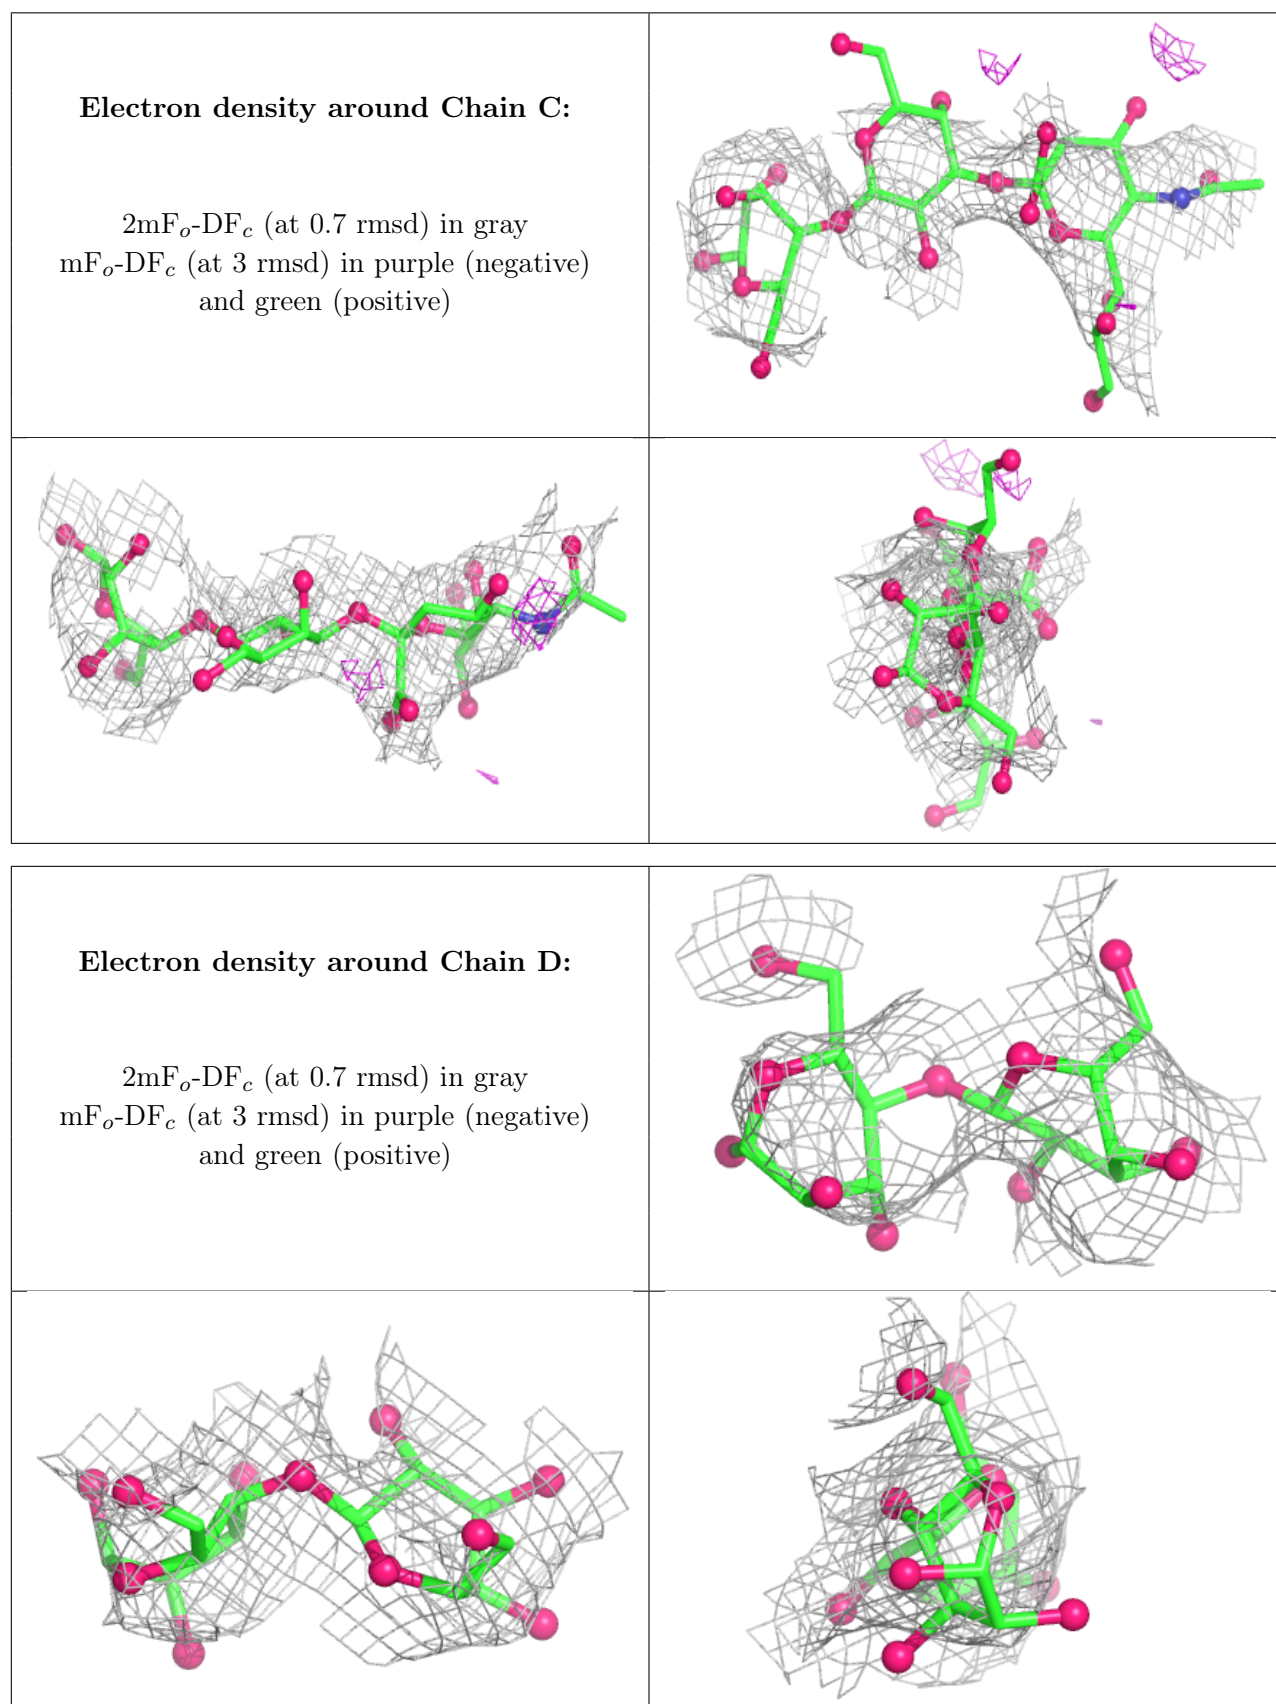 Electron density around Chain C:
2mFₒ-DF𝒸 (at 0.7 rmsd) in gray
mFₒ-DF𝒸 (at 3 rmsd) in purple (negative)
and green (positive)
Electron density around Chain D:
2mFₒ-DF𝒸 (at 0.7 rmsd) in gray
mFₒ-DF𝒸 (at 3 rmsd) in purple (negative)
and green (positive)